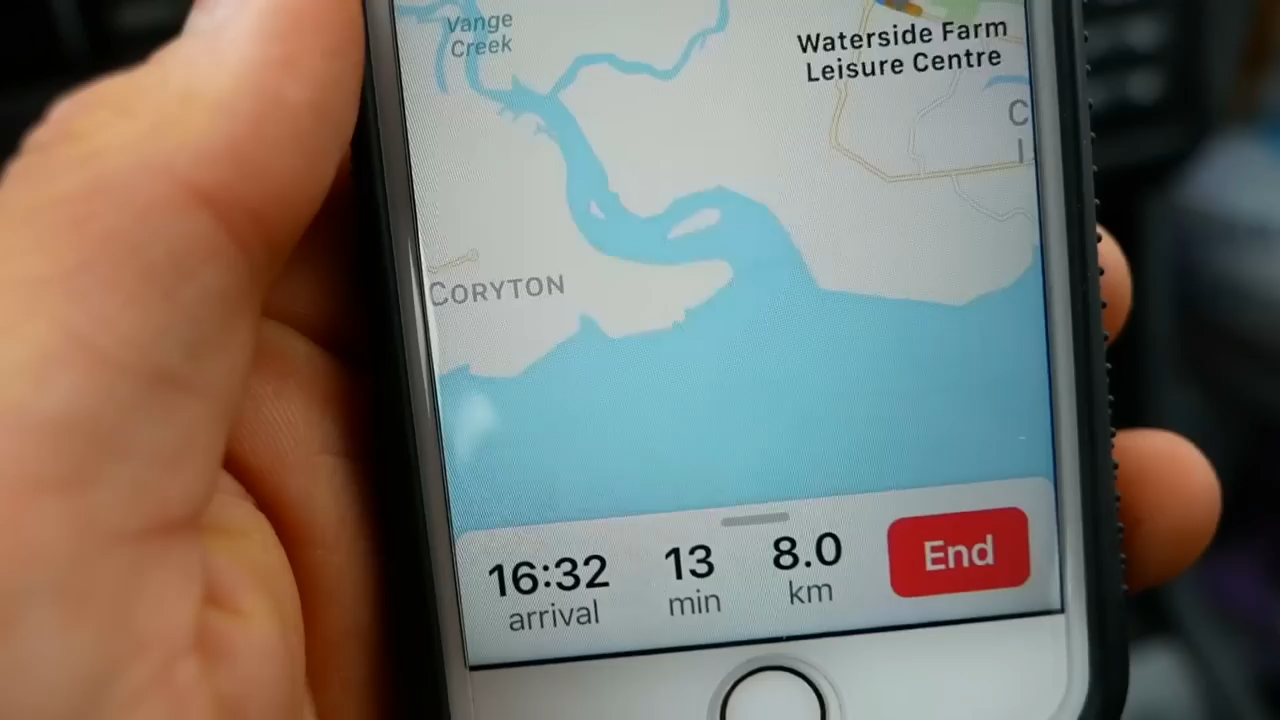 Vange
Creek
Waterside Farm
Leisure Centre
C
I
CORYTON
16:32
arrival
13
min
8.0
km
End